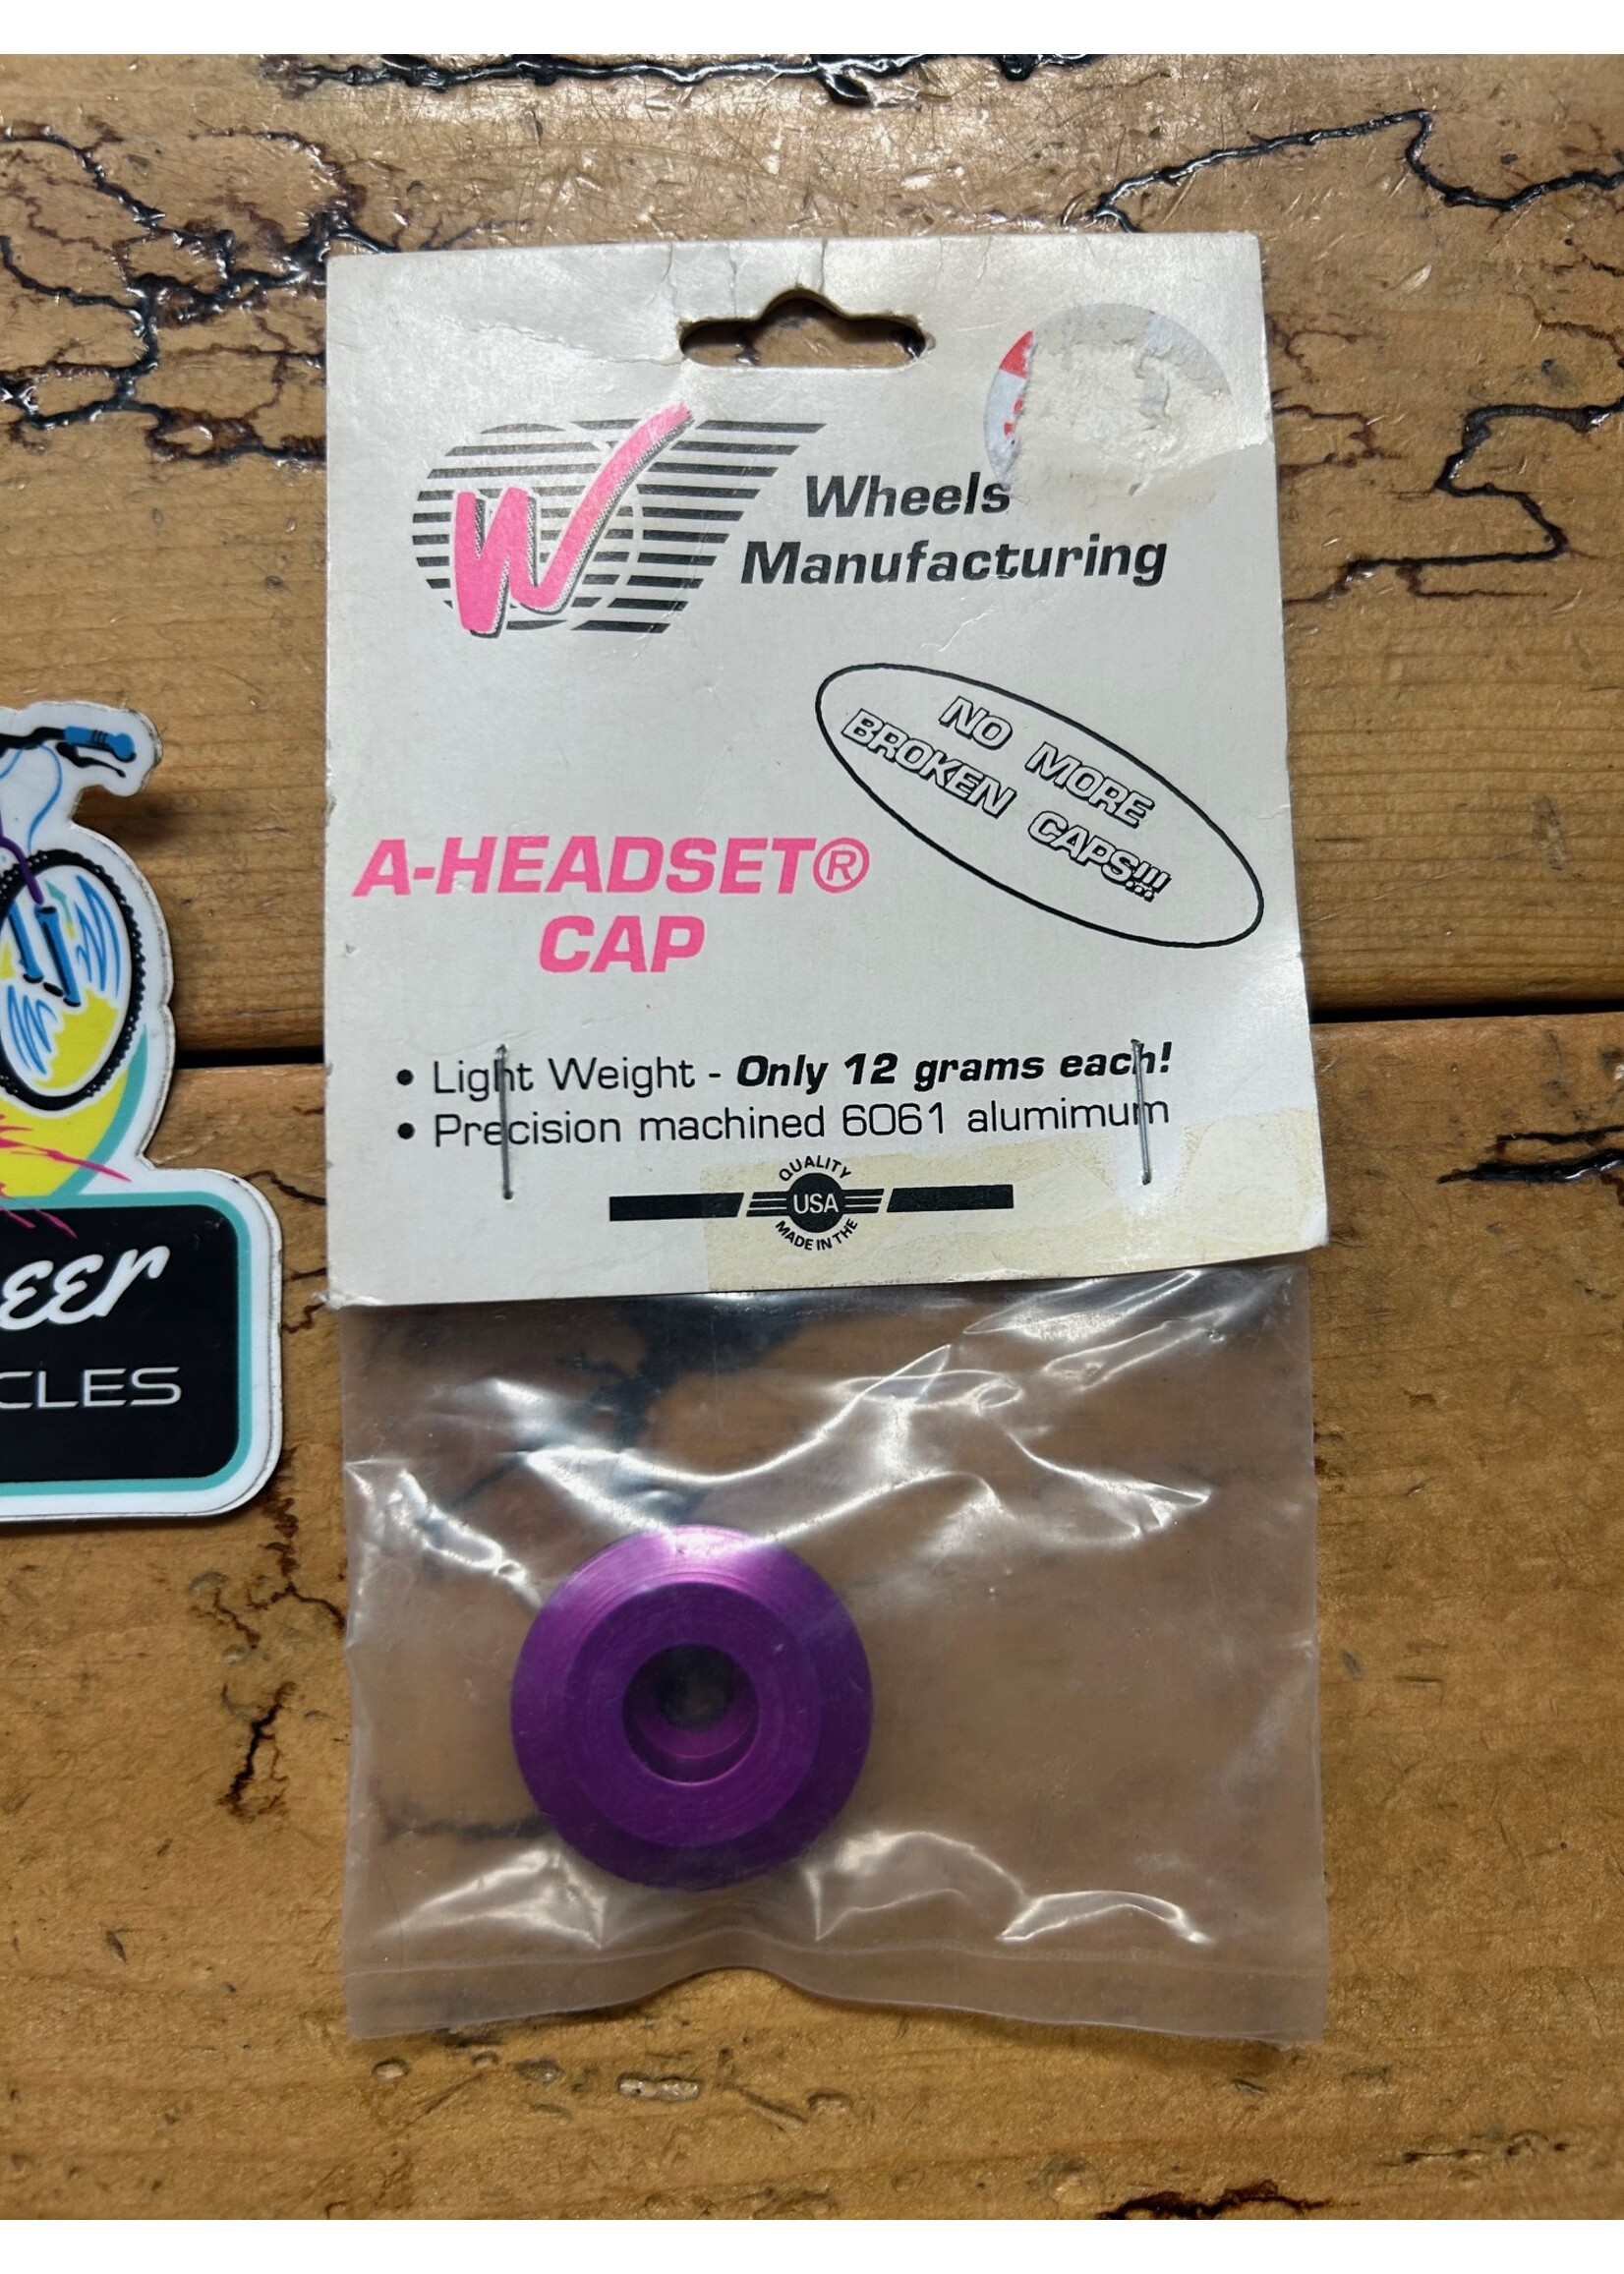 W
Wheels
Manufacturing
NO MORE
BROKEN CAPS!!!
A-HEADSET®
CAP
• Light Weight - Only 12 grams each!
• Precision machined 6061 alumimum
QUALITY
USA
MADE IN THE
eer
CLES